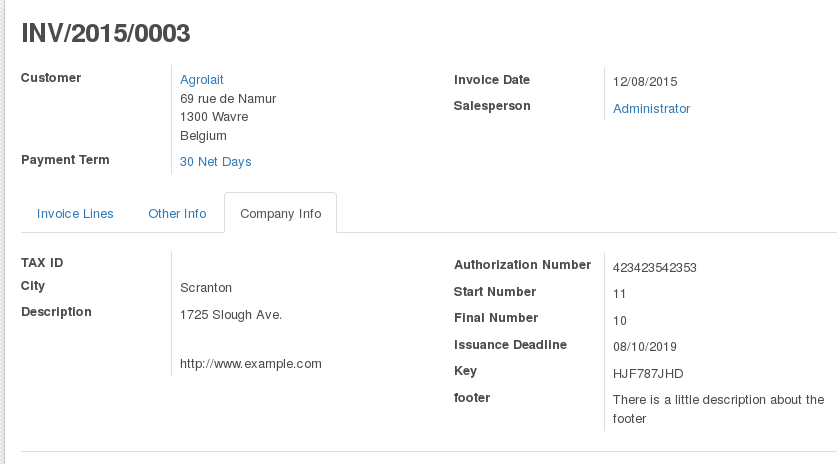 INV/2015/0003
Customer
Agrolait
69 rue de Namur
1300 Wavre
Belgium
Payment Term
30 Net Days
Invoice Date
12/08/2015
Salesperson
Administrator
Invoice Lines
Other Info
Company Info
TAX ID
City
Scranton
Description
1725 Slough Ave.
http://www.example.com
Authorization Number
423423542353
Start Number
11
Final Number
10
Issuance Deadline
08/10/2019
Key
HJF787JHD
footer
There is a little description about the
footer